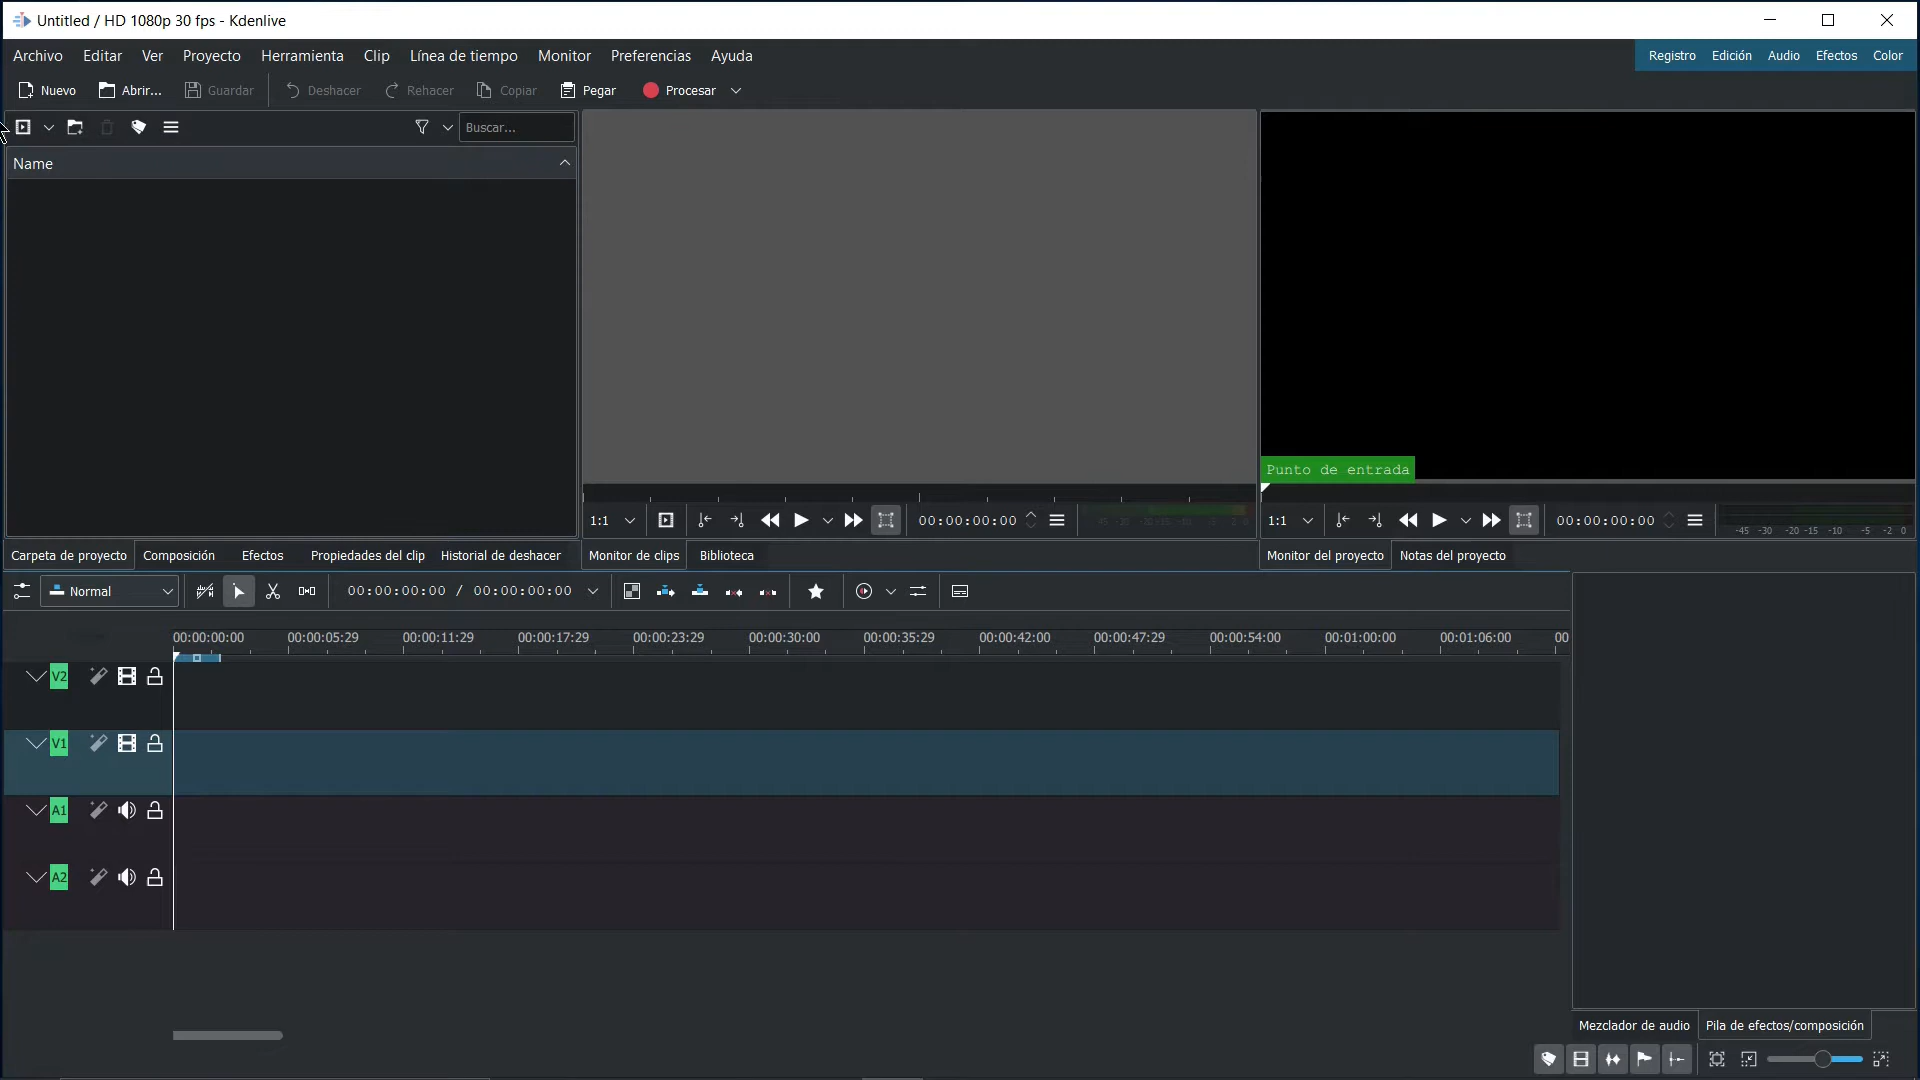 Untitled / HD 1080p 30 fps - Kdenlive
Archivo Editar Ver Proyecto Herramienta Clip Línea de tiempo Monitor Preferencias Ayuda
Registro Edición Audio Efectos Color
Nuevo Abrir... Guardar Deshacer Rehacer Copiar Pegar Procesar
Buscar...
Name
Punto de entrada
1:1 00:00:00:00
1:1 00:00:00:00 -45 -30 -20 -15 -10 -5 -2 0
Carpeta de proyecto Composición Efectos Propiedades del clip Historial de deshacer Monitor de clips Biblioteca Monitor del proyecto Notas del proyecto
Normal 00:00:00:00 / 00:00:00:00
00:00:00:00 00:00:05:29 00:00:11:29 00:00:17:29 00:00:23:29 00:00:30:00 00:00:35:29 00:00:42:00 00:00:47:29 00:00:54:00 00:01:00:00 00:01:06:00 00
V2
V1
A1
A2
Mezclador de audio Pila de efectos/composición